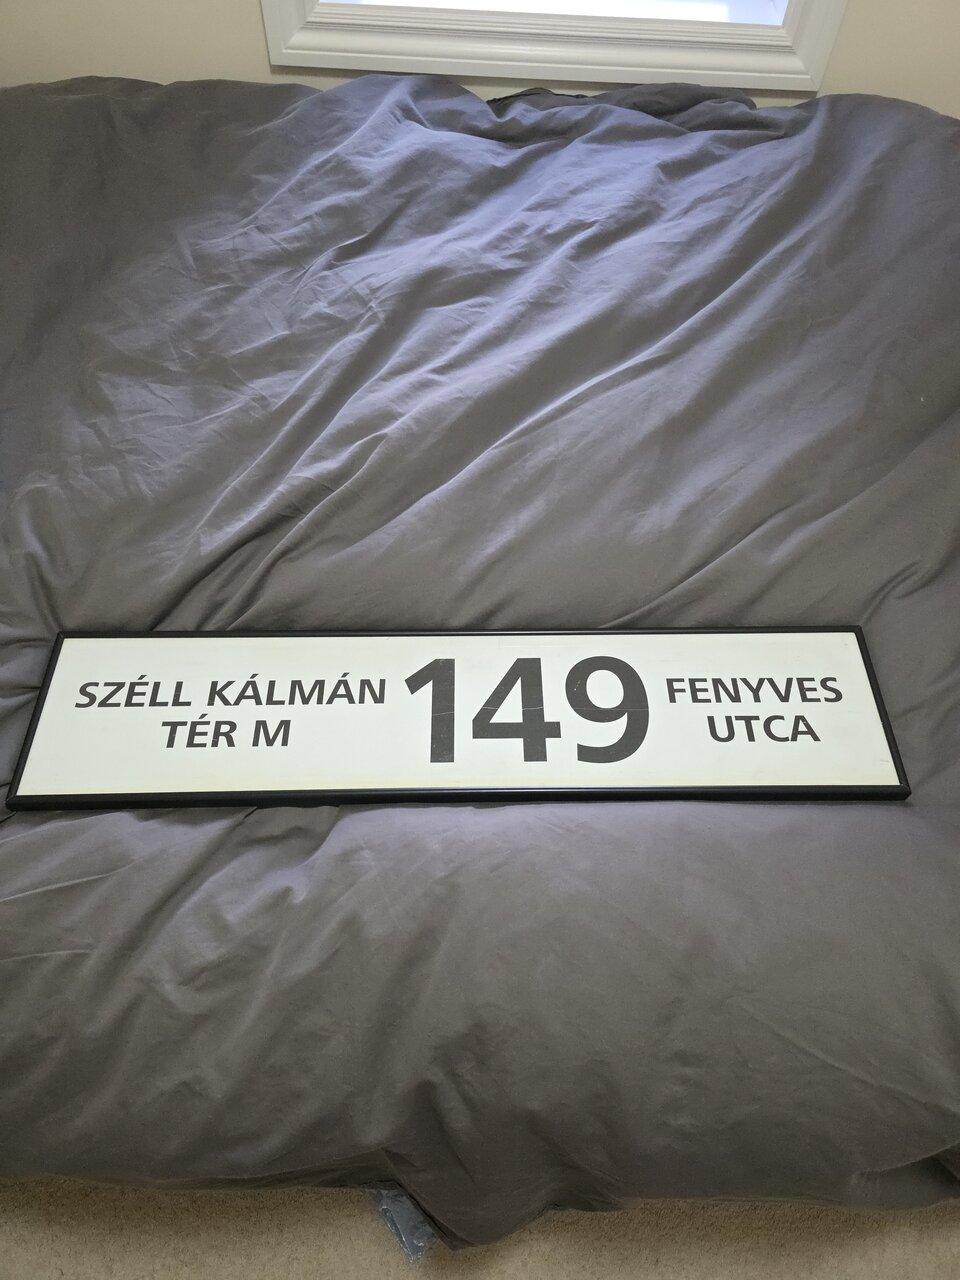 SZÉLL KÁLMÁN
TÉR M
149
FENYVES
UTCA